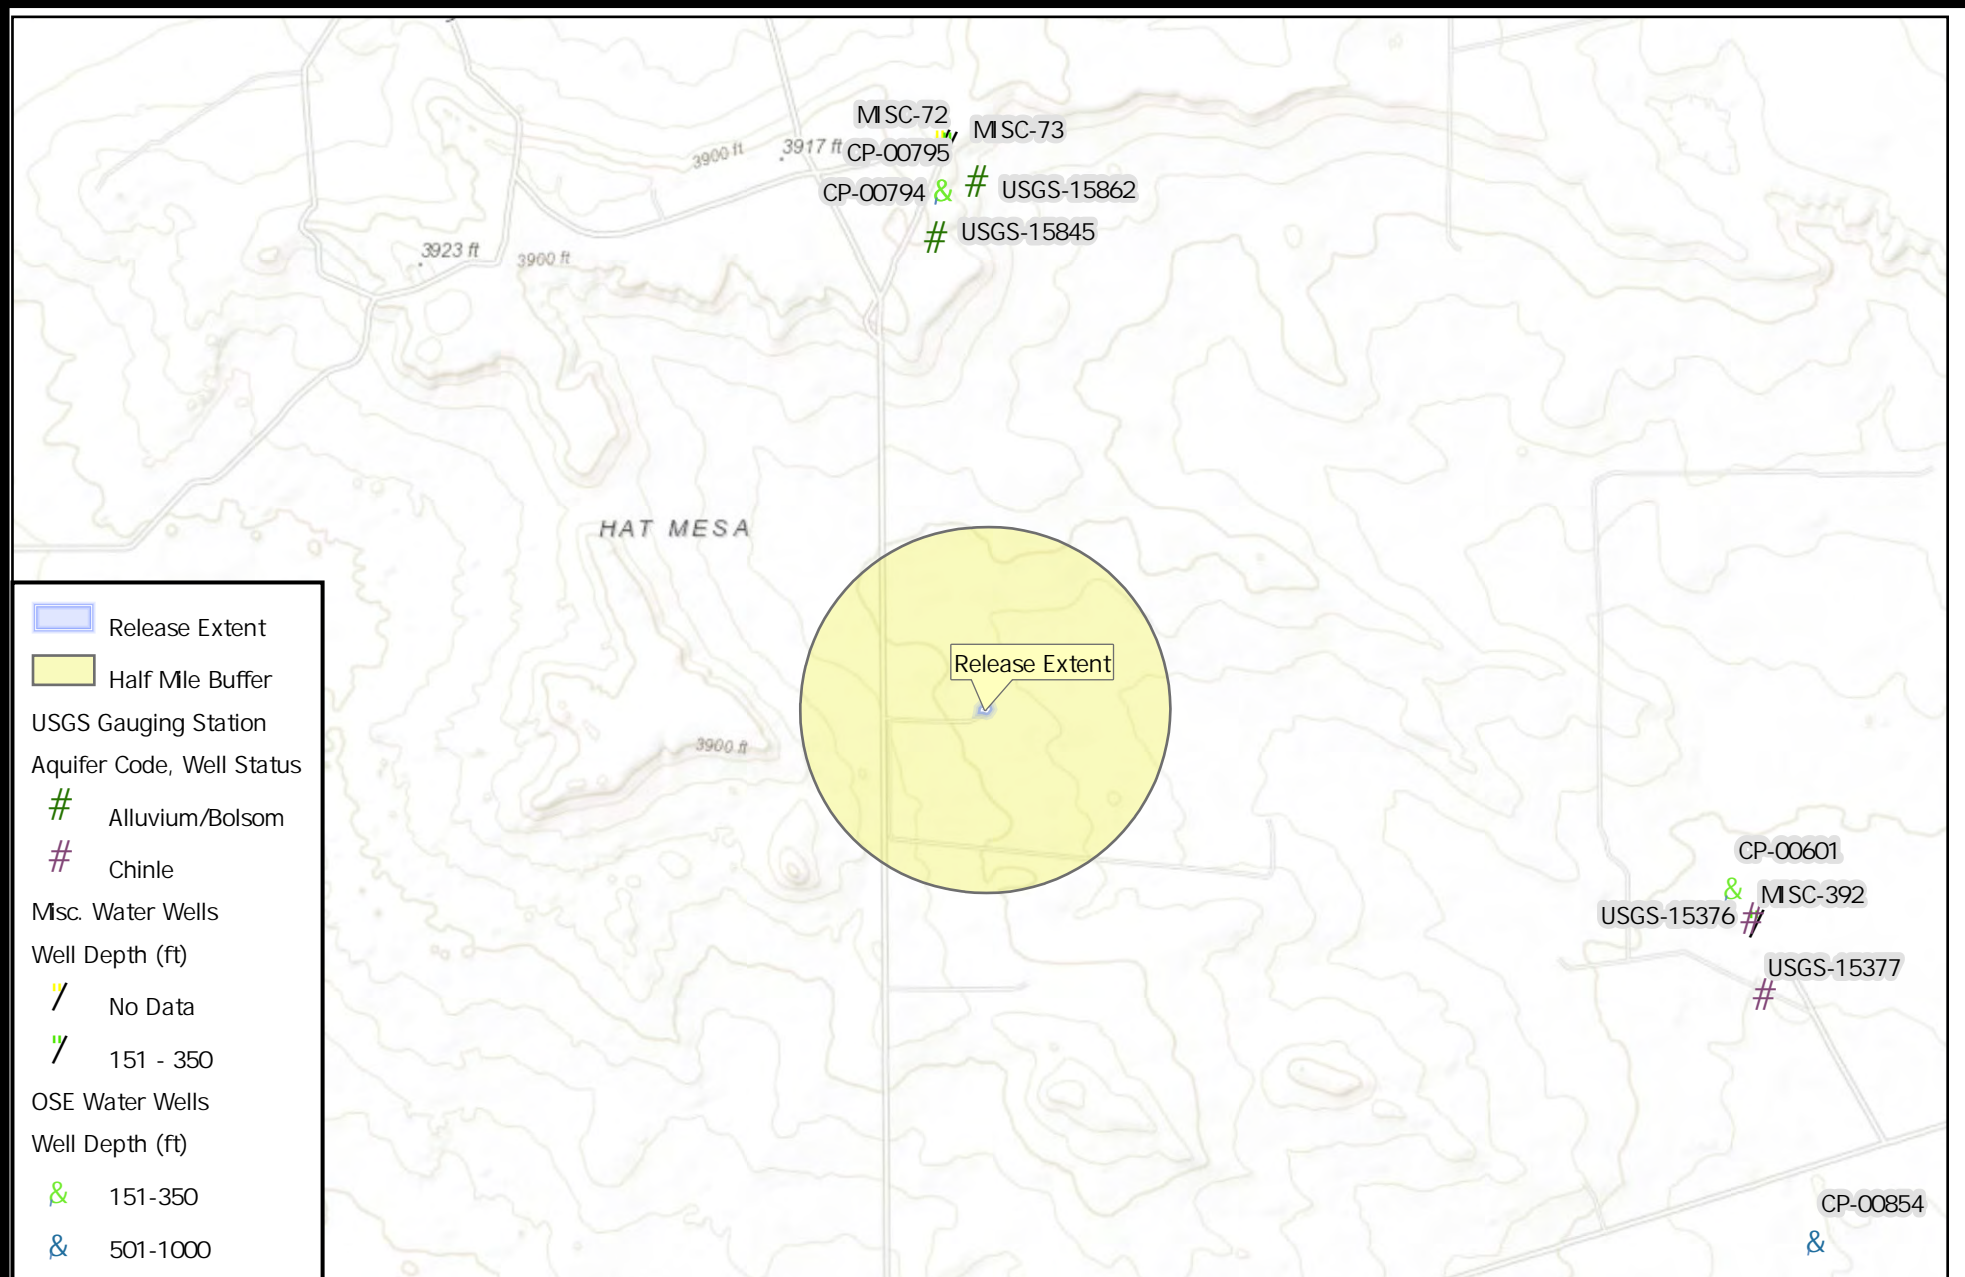 MISC-72
MISC-73
3900 ft
3917 ft
CP-00795
CP-00794
&
#
USGS-15862
#
USGS-15845
3923 ft
3900 ft
HAT MESA
Release Extent
3900 ft
CP-00601
&
MISC-392
USGS-15376
#
USGS-15377
#
CP-00854
&
Release Extent
Half Mile Buffer
USGS Gauging Station
Aquifer Code, Well Status
# Alluvium/Bolsom
# Chinle
Misc. Water Wells
Well Depth (ft)
"/ No Data
"/ 151 - 350
OSE Water Wells
Well Depth (ft)
& 151-350
& 501-1000